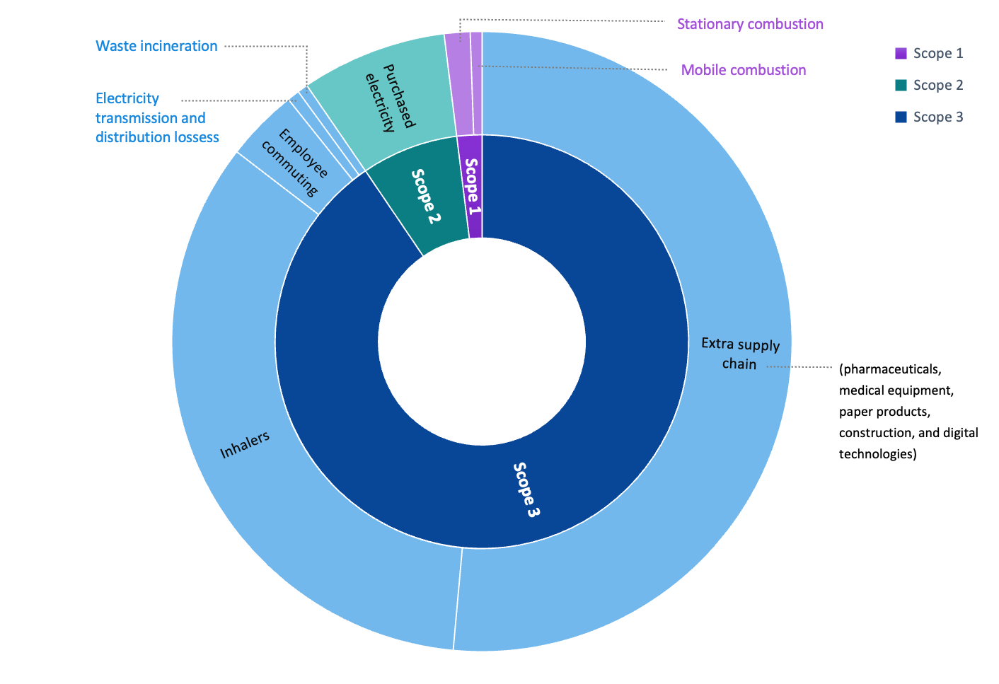 Stationary combustion
Waste incineration
Mobile combustion
Scope 1
Scope 2
Scope 3
Electricity
transmission and
distribution lossess
Purchased
electricity
Employee
commuting
Scope 2
Scope 1
Extra supply
chain
(pharmaceuticals,
medical equipment,
paper products,
construction, and digital
technologies)
Inhalers
Scope 3